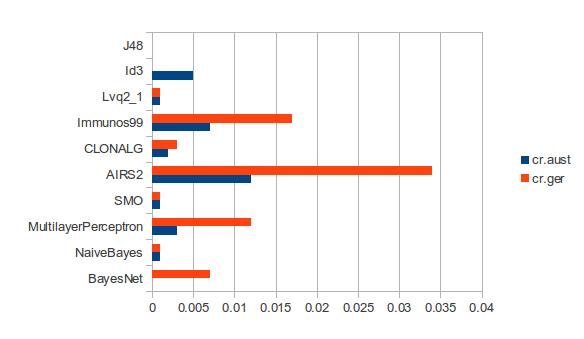 J48
Id3
Lvq2_1
Immunos99
CLONALG
AIRS2
SMO
MultilayerPerceptron
NaiveBayes
BayesNet
cr.aust
cr.ger
0 0.005 0.01 0.015 0.02 0.025 0.03 0.035 0.04